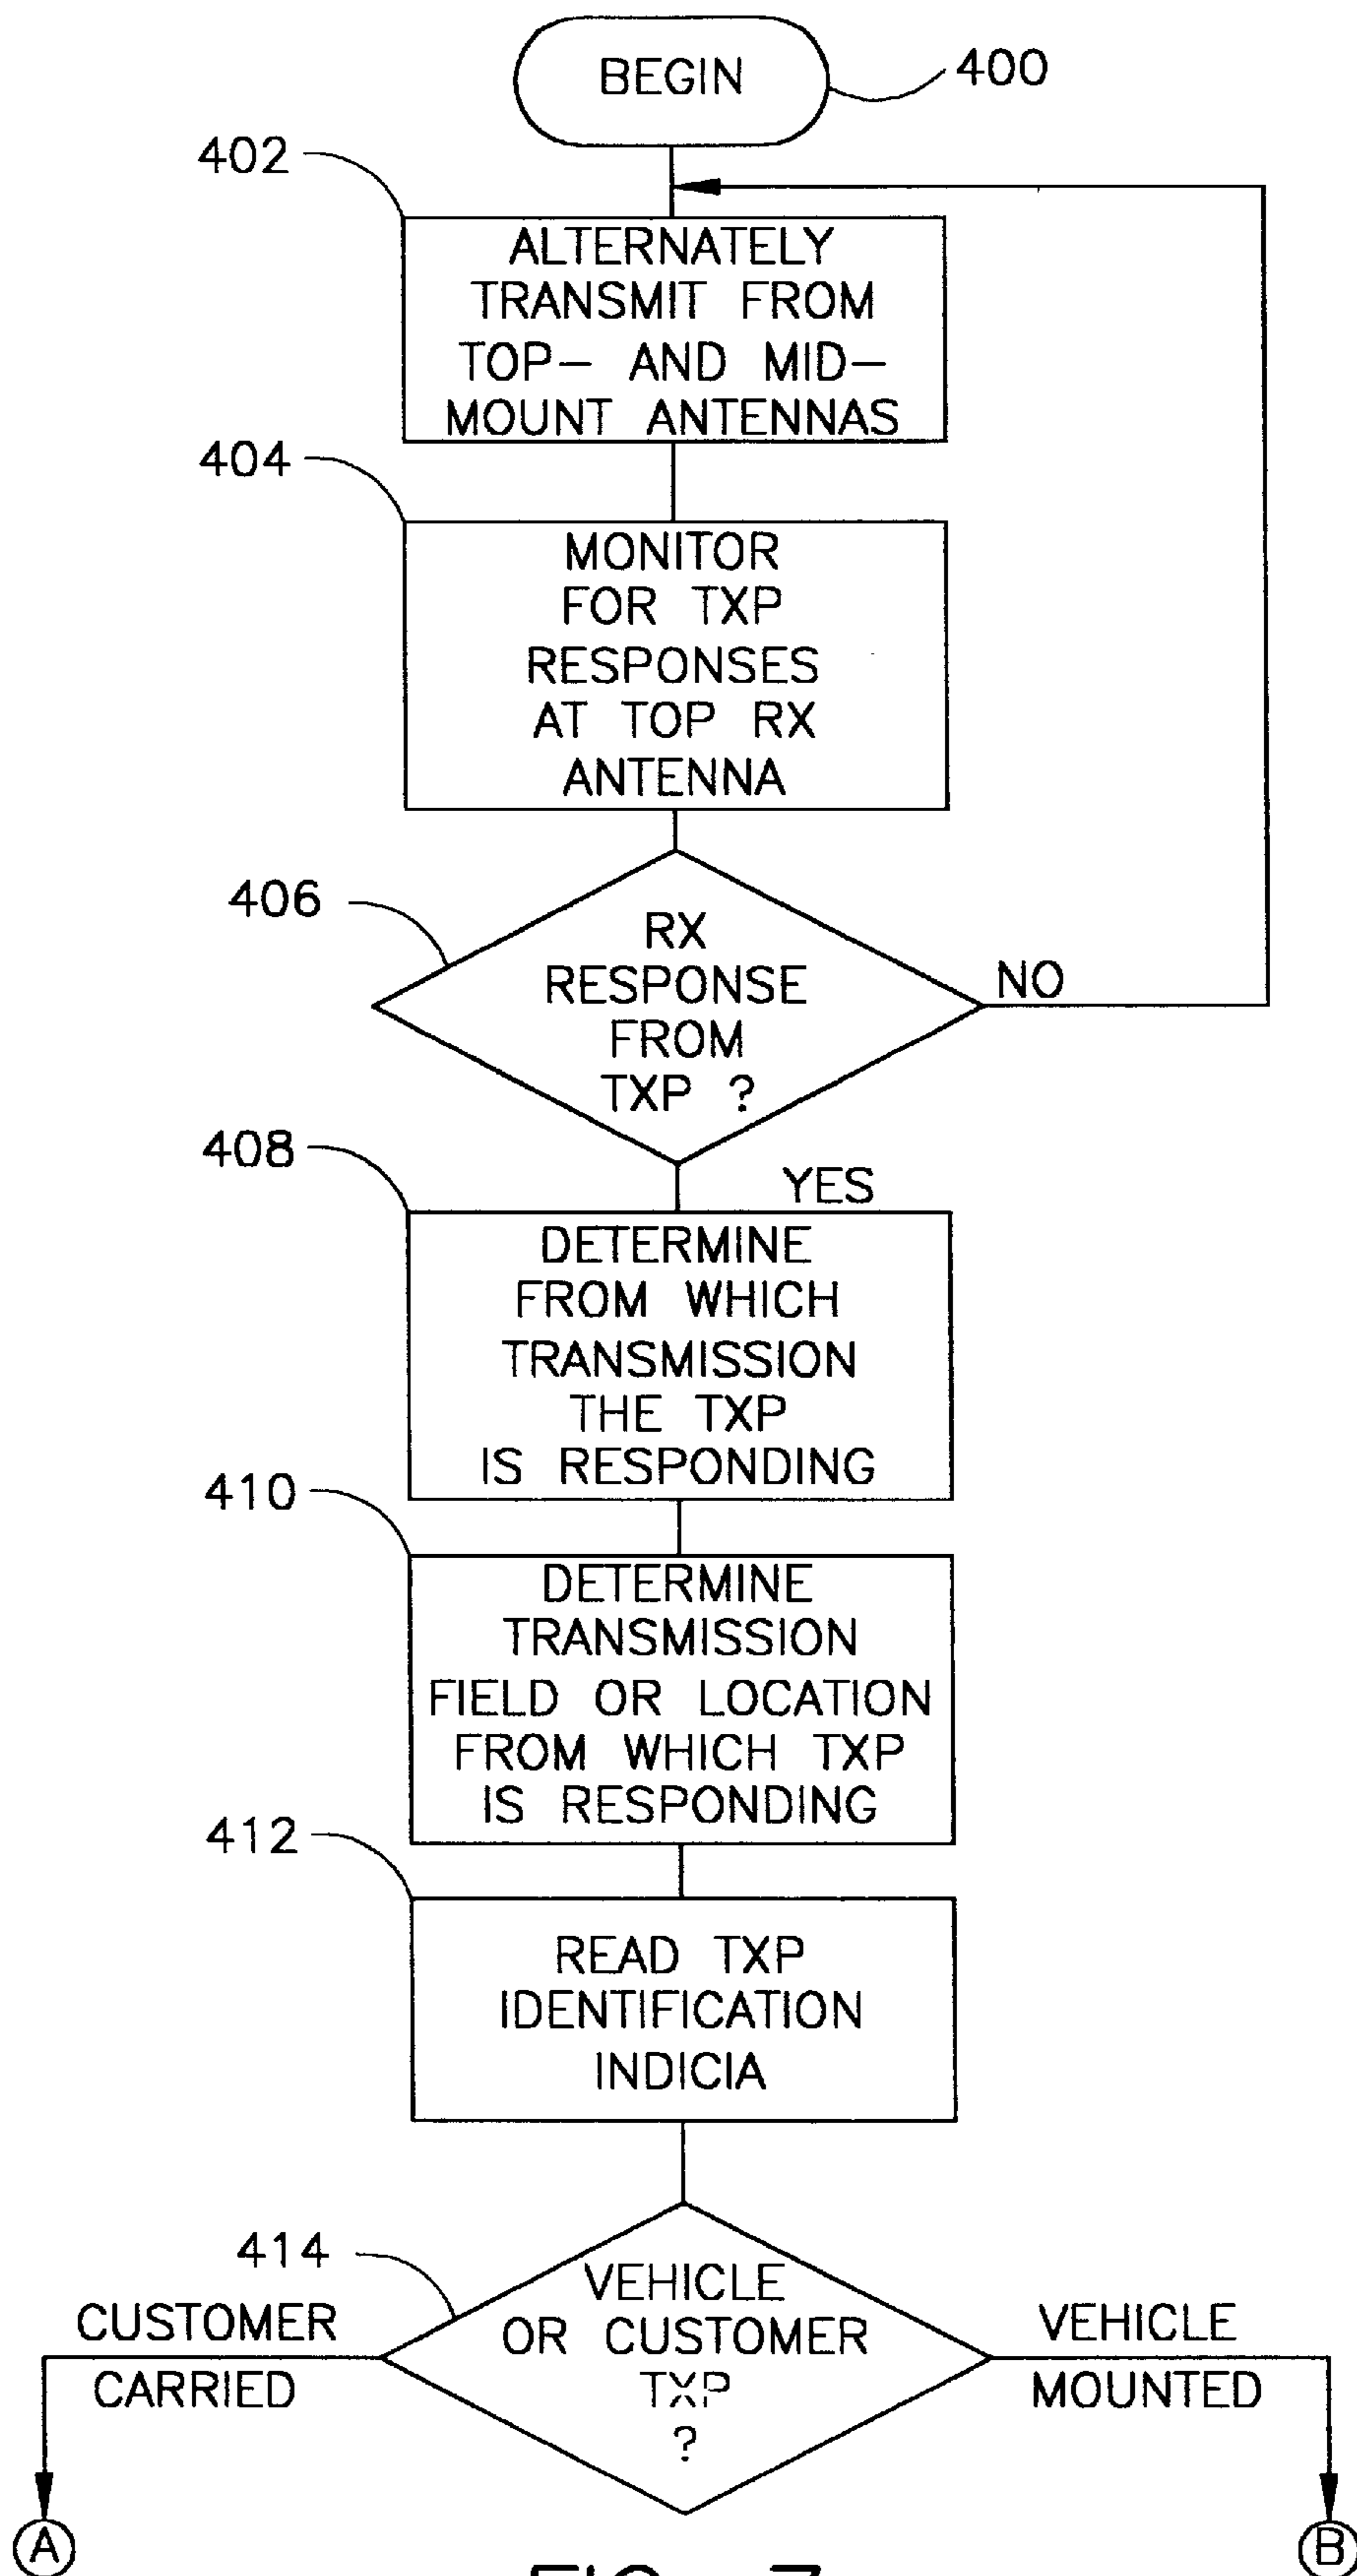 BEGIN
400
402
ALTERNATELY
TRANSMIT FROM
TOP- AND MID-
MOUNT ANTENNAS
404
MONITOR
FOR TXP
RESPONSES
AT TOP RX
ANTENNA
406
RX
RESPONSE
FROM
TXP ?
NO
YES
408
DETERMINE
FROM WHICH
TRANSMISSION
THE TXP
IS RESPONDING
410
DETERMINE
TRANSMISSION
FIELD OR LOCATION
FROM WHICH TXP
IS RESPONDING
412
READ TXP
IDENTIFICATION
INDICIA
414
VEHICLE
OR CUSTOMER
TXP
?
CUSTOMER
CARRIED
VEHICLE
MOUNTED
A
B